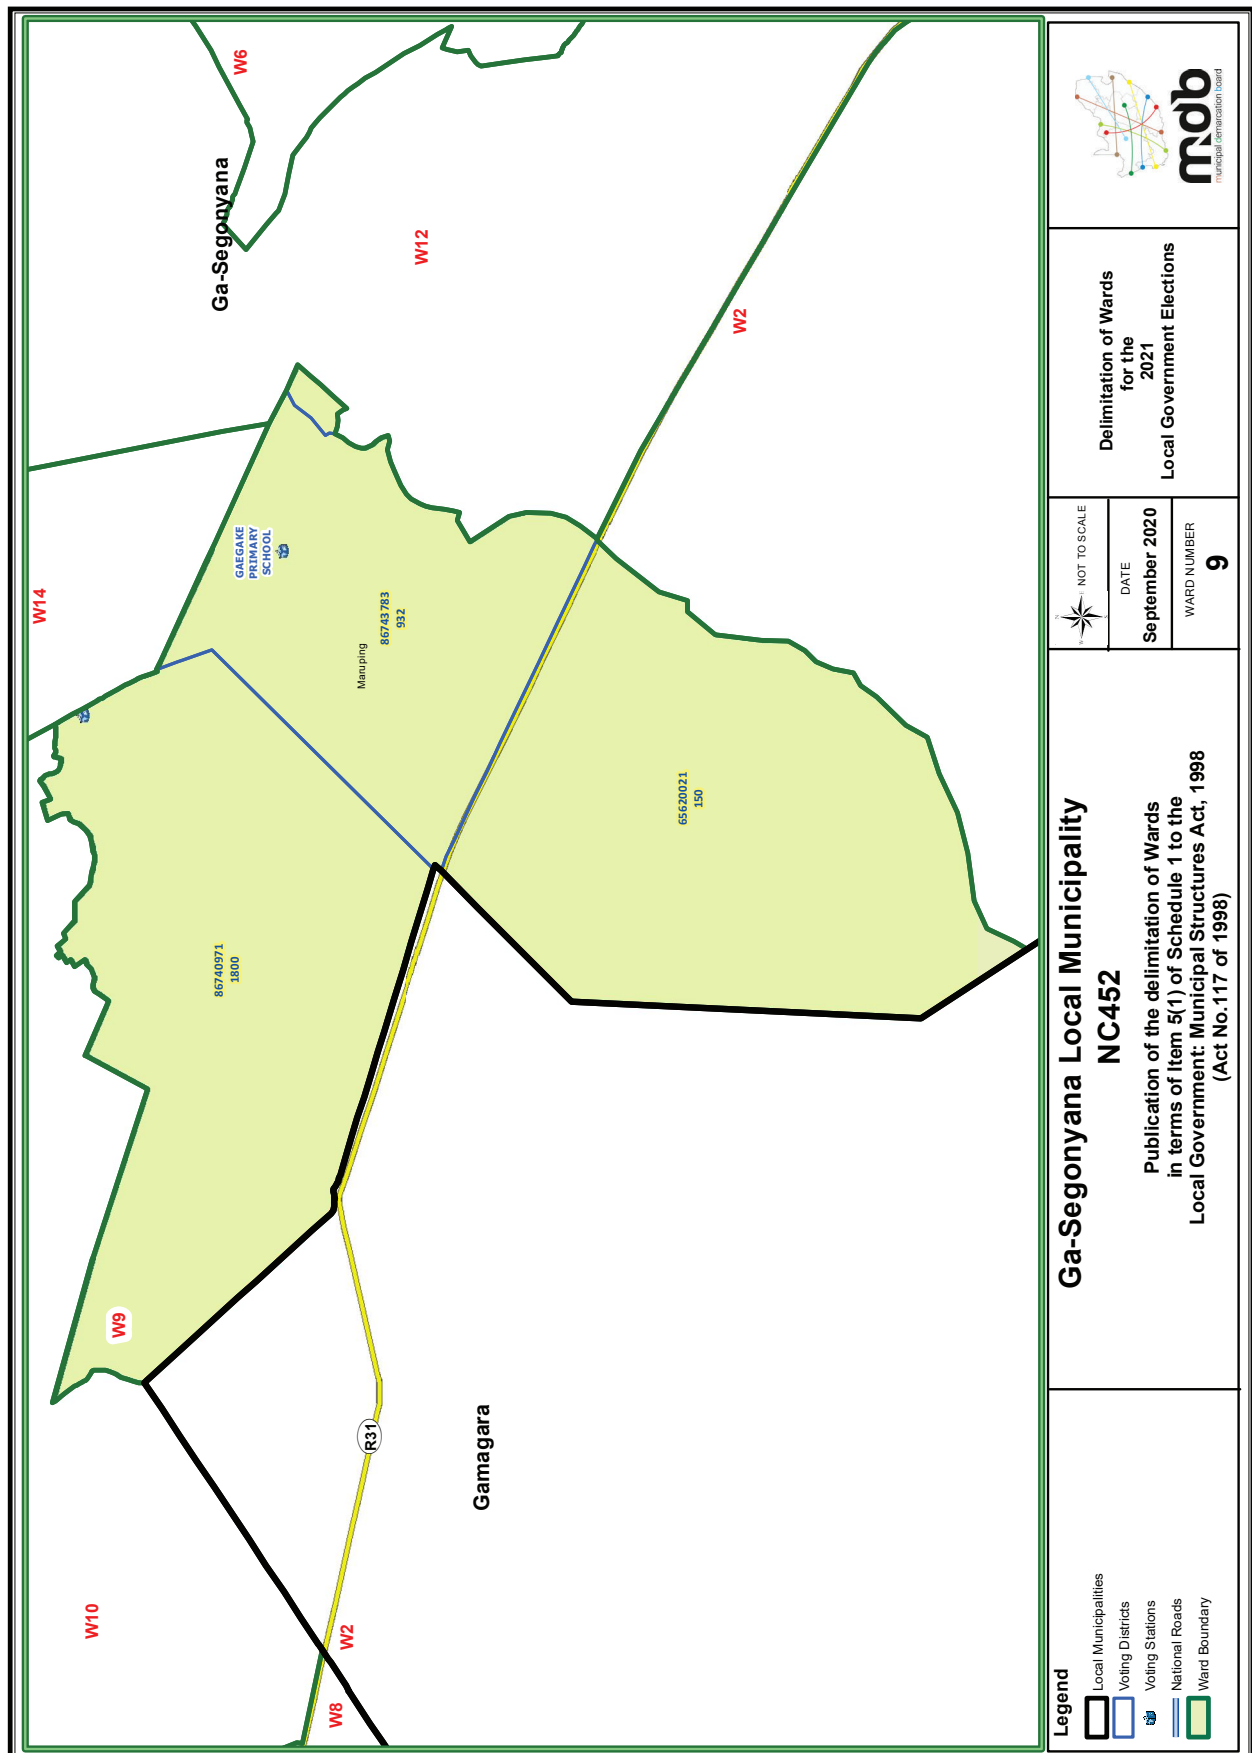 W6
Ga-Segonyana
W12
W2
W14
GAEGAKE
PRIMARY
SCHOOL
86743783
932
Maruping
65620021
150
86740971
1800
W9
R31
Gamagara
W10
W2
W8
Legend
Local Municipalities
Voting Districts
Voting Stations
National Roads
Ward Boundary
Ga-Segonyana Local Municipality
NC452
Publication of the delimitation of Wards
in terms of Item 5(1) of Schedule 1 to the
Local Government: Municipal Structures Act, 1998
(Act No.117 of 1998)
N
W
E
S
NOT TO SCALE
DATE
September 2020
WARD NUMBER
9
Delimitation of Wards
for the
2021
Local Government Elections
mdb
municipal demarcation board